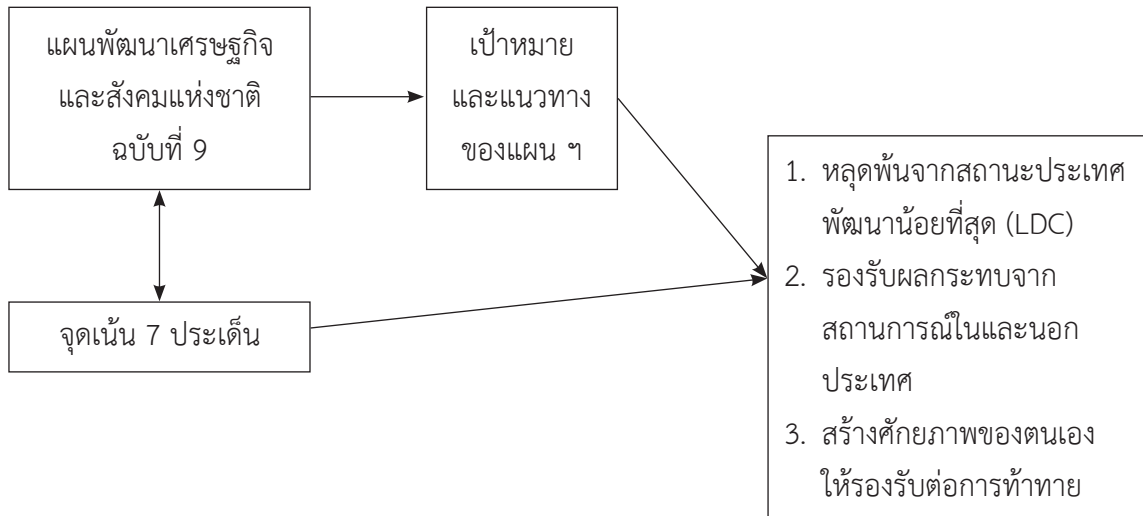 แผนพัฒนาเศรษฐกิจ
และสังคมแห่งชาติ
ฉบับที่ 9
เป้าหมาย
และแนวทาง
ของแผน ฯ
จุดเน้น 7 ประเด็น
1. หลุดพ้นจากสถานะประเทศ
พัฒนาน้อยที่สุด (LDC)
2. รองรับผลกระทบจาก
สถานการณ์ในและนอก
ประเทศ
3. สร้างศักยภาพของตนเอง
ให้รองรับต่อการท้าทาย